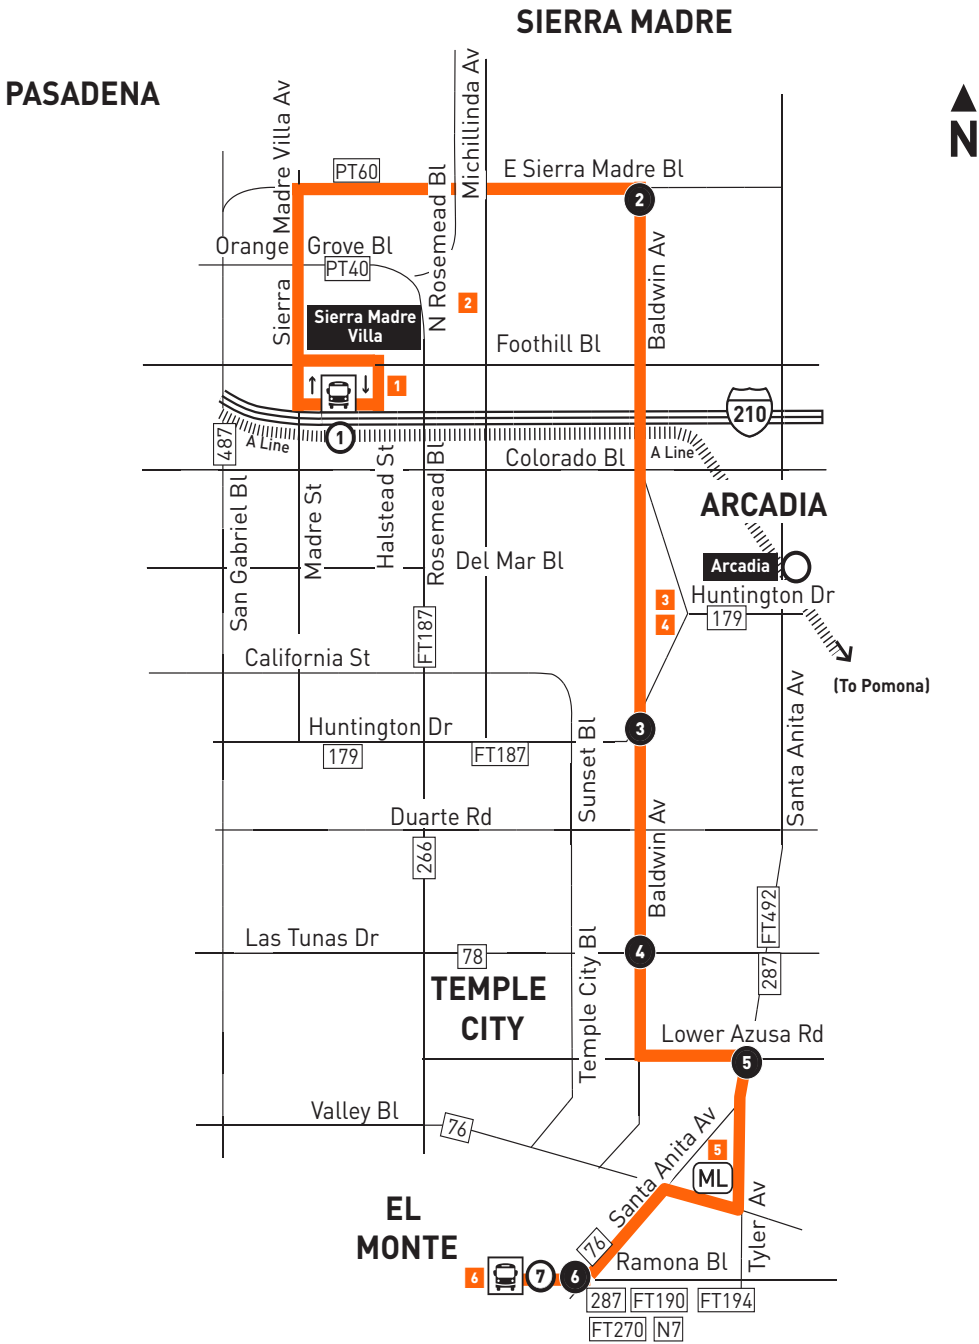 SIERRA MADRE
PASADENA
N
Sierra Madre Villa Av
Michillinda Av
PT60
E Sierra Madre Bl
2
N Rosemead Bl
Baldwin Av
Orange Grove Bl
PT40
2
Sierra Madre
Villa
Foothill Bl
1
210
1
A Line
A Line
487
Colorado Bl
San Gabriel Bl
Madre St
Halstead St
Rosemead Bl
ARCADIA
Del Mar Bl
Arcadia
Huntington Dr
3
4
179
FT187
California St
(To Pomona)
Santa Anita Av
Huntington Dr
3
179
FT187
Sunset Bl
Duarte Rd
Baldwin Av
266
FT492
Las Tunas Dr
78
4
287
TEMPLE
CITY
Temple City Bl
Lower Azusa Rd
5
Valley Bl
76
Santa Anita Av
5
ML
Tyler Av
EL
MONTE
76
Ramona Bl
6
7
6
287
FT190
FT194
FT270
N7